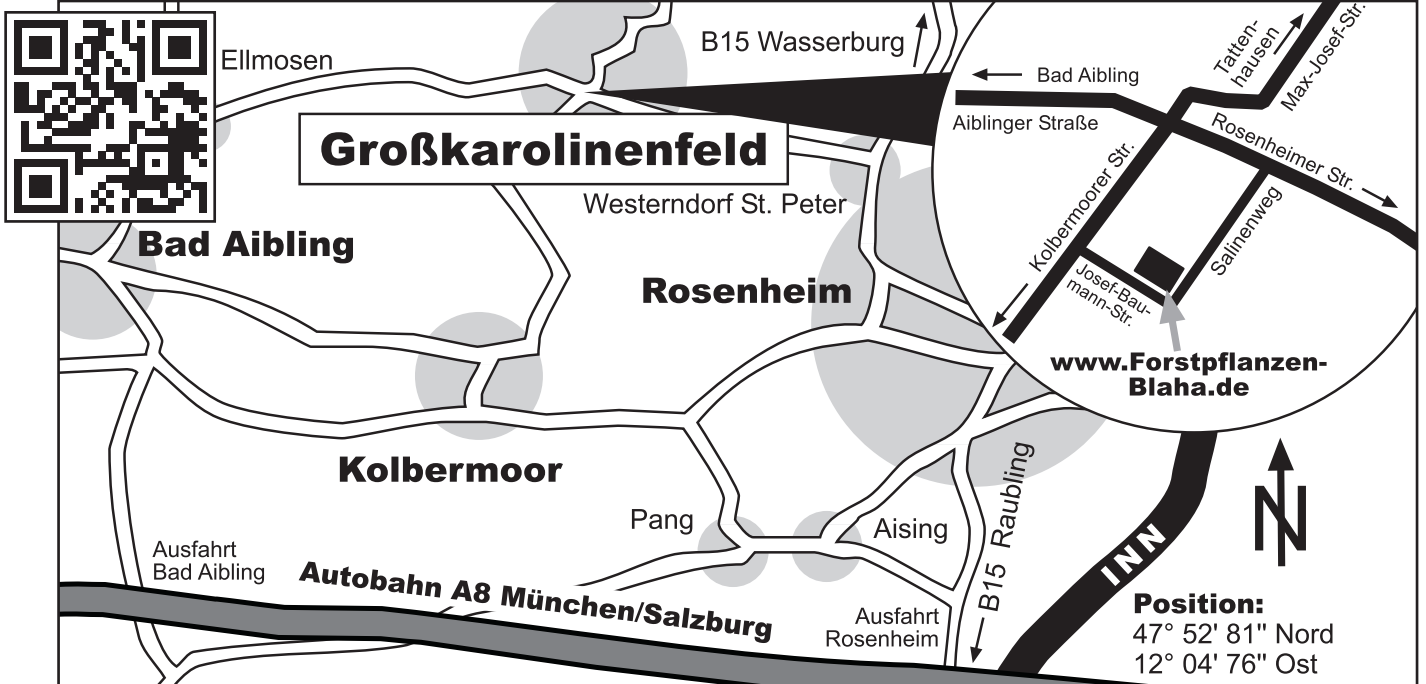 Ellmosen
B15 Wasserburg
Großkarolinenfeld
Westerndorf St. Peter
Bad Aibling
Rosenheim
Kolbermoor
Pang
Aising
Ausfahrt
Bad Aibling
Autobahn A8 München/Salzburg
Ausfahrt
Rosenheim
B15 Raubling
INN
Bad Aibling
Aiblinger Straße
Tatten-
hausen
Max-Josef-Str.
Rosenheimer Str.
Kolbermoorer Str.
Salinenweg
Josef-Bau-
mann-Str.
www.Forstpflanzen-
Blaha.de
N
Position:
47° 52' 81" Nord
12° 04' 76" Ost